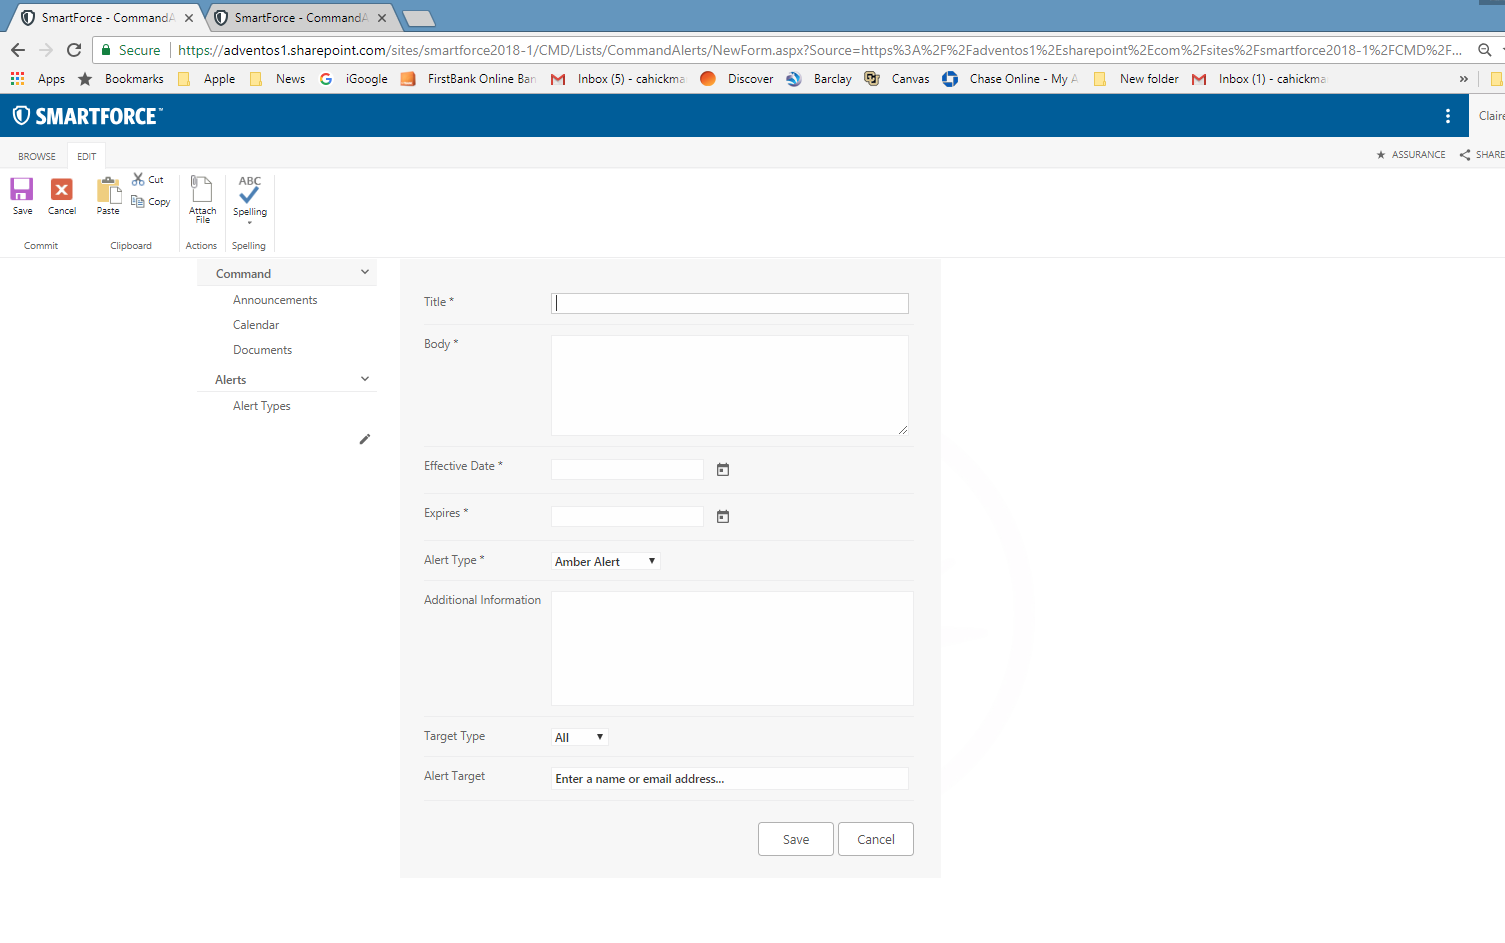 SmartForce - CommandA
SmartForce - CommandA
Secure
https://adventos1.sharepoint.com/sites/smartforce2018-1/CMD/Lists/CommandAlerts/NewForm.aspx?Source=https%3A%2F%2Fadventos1%2Esharepoint%2Ecom%2Fsites%2Fsmartforce2018-1%2FCMD%2F...
Apps Bookmarks Apple News iGoogle FirstBank Online Ban Inbox (5) - cahickma Discover Barclay Canvas Chase Online - My A New folder Inbox (1) - cahickma »
SMARTFORCE™
Claire
BROWSE EDIT ASSURANCE SHARE
Save Cancel Paste Cut Copy Attach File ABC Spelling
Commit Clipboard Actions Spelling
Command
Announcements
Calendar
Documents
Alerts
Alert Types
Title *
Body *
Effective Date *
Expires *
Alert Type * Amber Alert
Additional Information
Target Type All
Alert Target Enter a name or email address...
Save Cancel